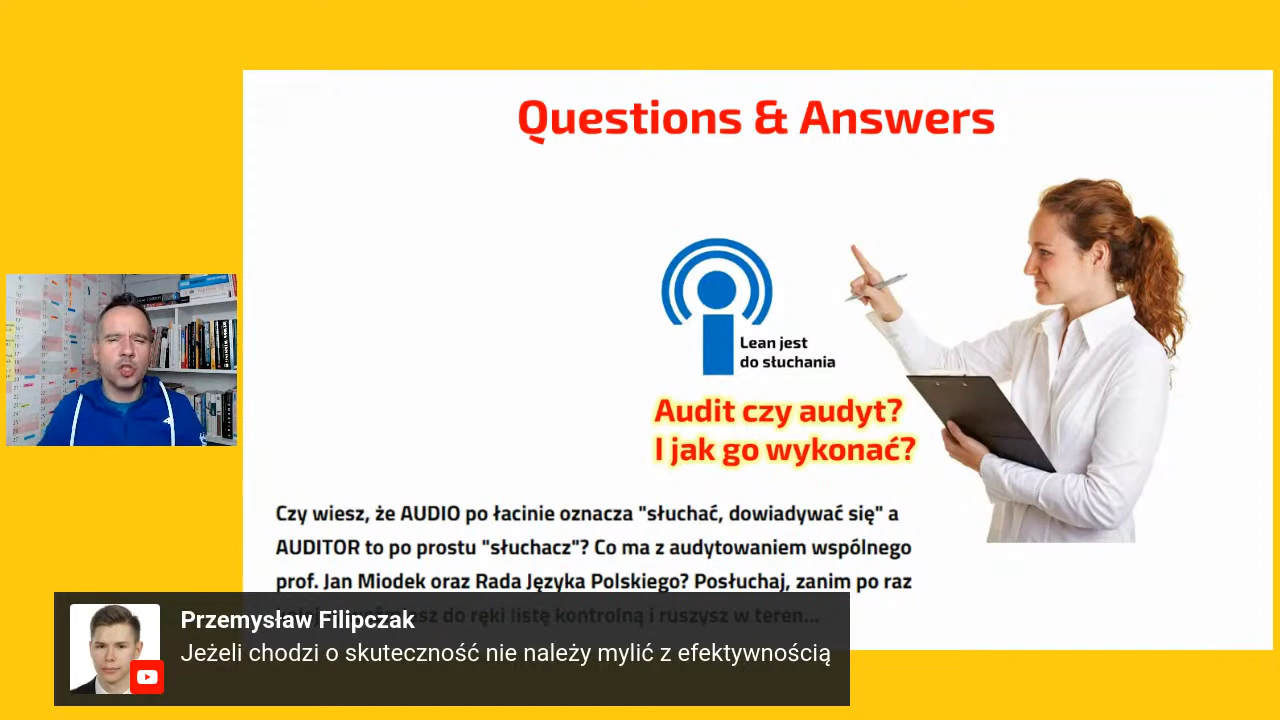 Questions & Answers
Lean jest
do słuchania
Audit czy audyt?
I jak go wykonać?
Czy wiesz, że AUDIO po łacinie oznacza "słuchać, dowiadywać się" a
AUDITOR to po prostu "słuchacz"? Co ma z audytowaniem wspólnego
prof. Jan Miodek oraz Rada Języka Polskiego? Posłuchaj, zanim po raz
do ręki listę kontrolną i ruszysz w teren...
Przemysław Filipczak
Jeżeli chodzi o skuteczność nie należy mylić z efektywnością